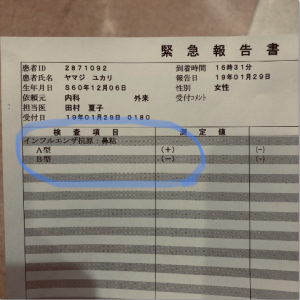 緊急報告書
患者ID 2871092 到着時間 16時31分
患者氏名 ヤマジ ユカリ 報告日 19年01月29日
生年月日 S60年12月06日 性別 女性
依頼元 内科 外来 受付コメント
担当医 田村 夏子
受付日 19年01月29日 0180
検査項目 測定値
インフルエンザ抗原:鼻粘
A型 (+) (-)
B型 (-) (-)